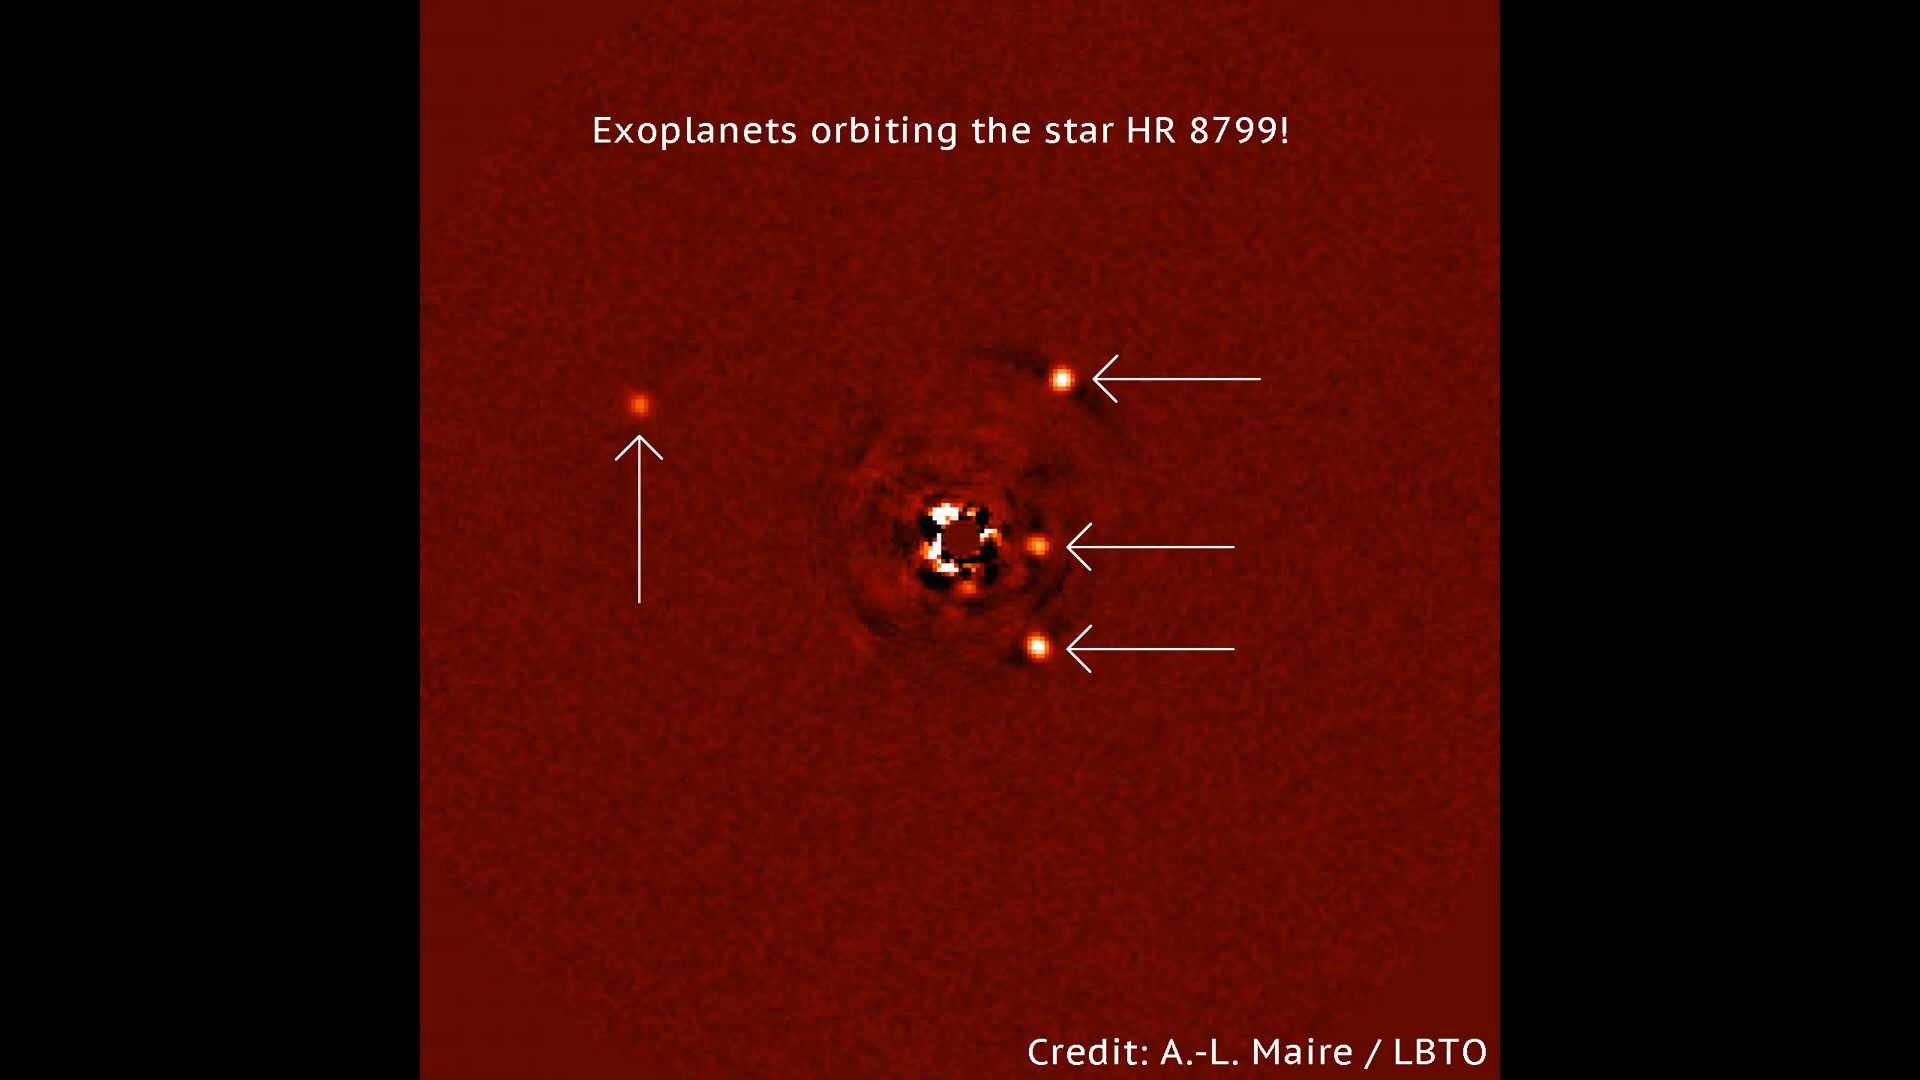 Exoplanets orbiting the star HR 8799!
Credit: A.-L. Maire / LBTO